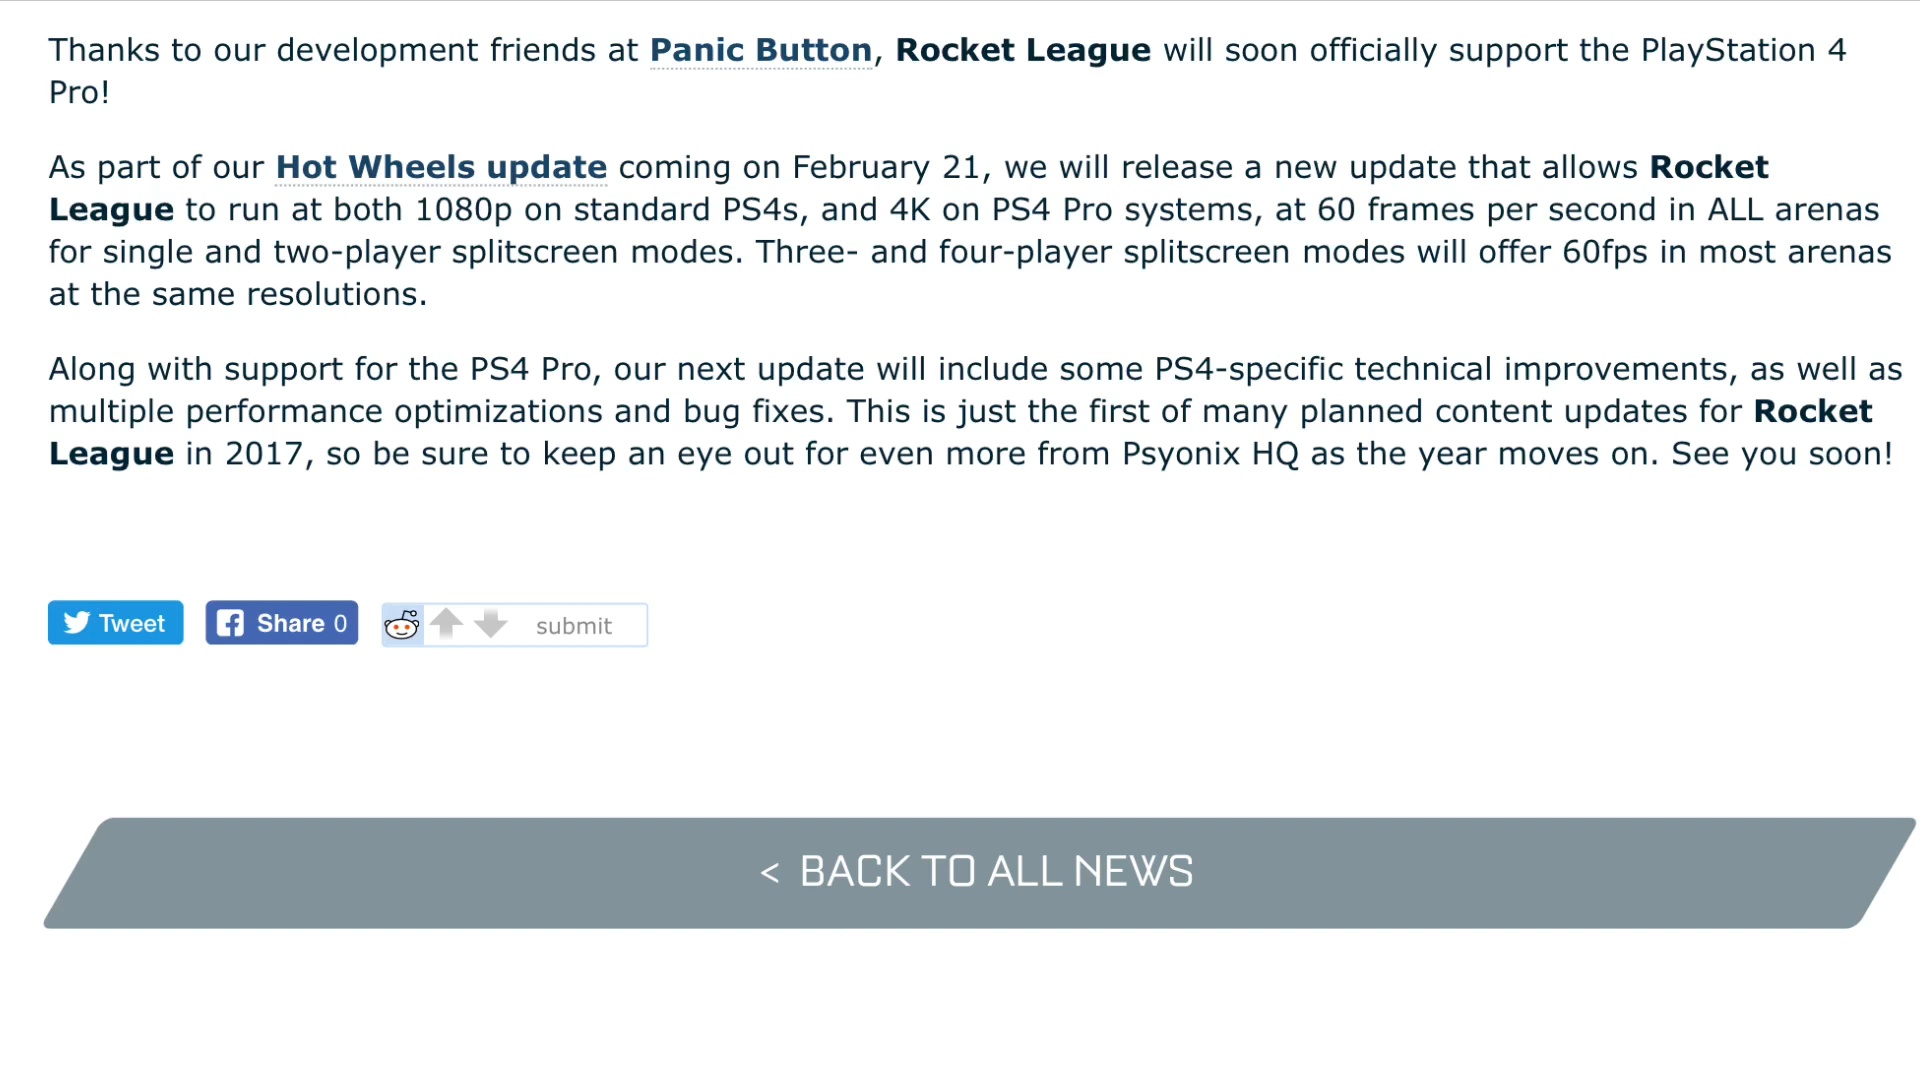 Thanks to our development friends at Panic Button, Rocket League will soon officially support the PlayStation 4
Pro!
As part of our Hot Wheels update coming on February 21, we will release a new update that allows Rocket
League to run at both 1080p on standard PS4s, and 4K on PS4 Pro systems, at 60 frames per second in ALL arenas
for single and two-player splitscreen modes. Three- and four-player splitscreen modes will offer 60fps in most arenas
at the same resolutions.
Along with support for the PS4 Pro, our next update will include some PS4-specific technical improvements, as well as
multiple performance optimizations and bug fixes. This is just the first of many planned content updates for Rocket
League in 2017, so be sure to keep an eye out for even more from Psyonix HQ as the year moves on. See you soon!
Tweet Share 0 submit
< BACK TO ALL NEWS